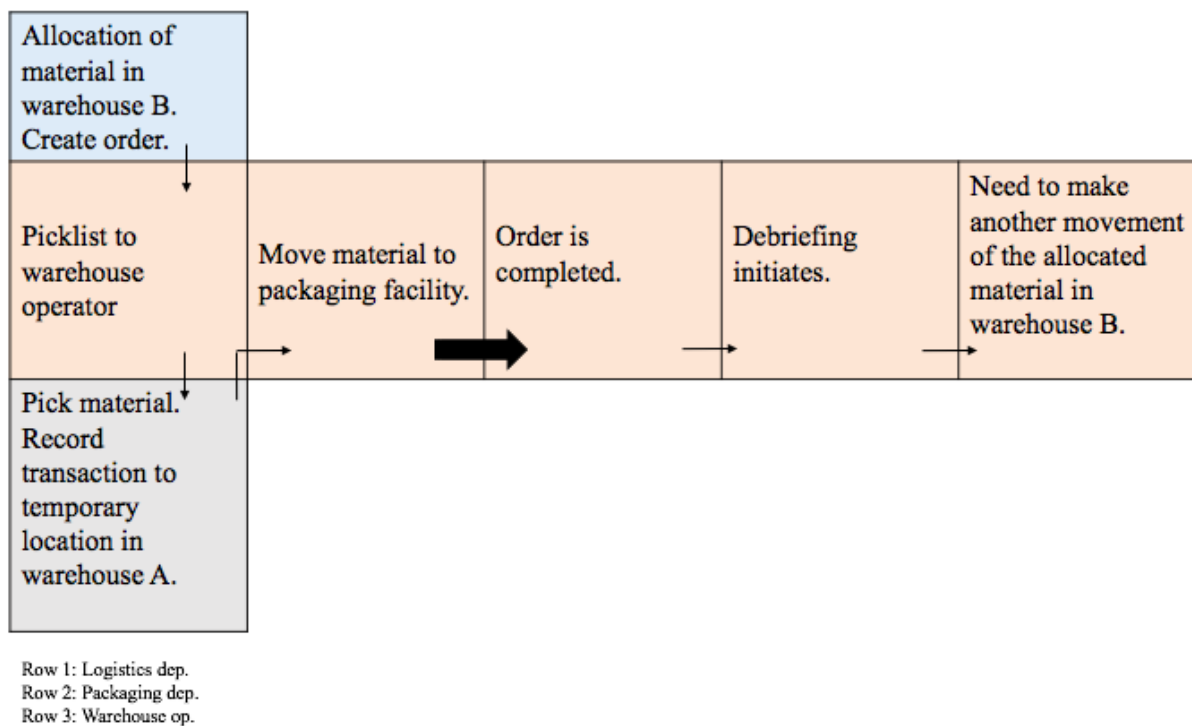 Allocation of
material in
warehouse B.
Create order.
Picklist to
warehouse
operator
Move material to
packaging facility.
Order is
completed.
Debriefing
initiates.
Need to make
another movement
of the allocated
material in
warehouse B.
Pick material.
Record
transaction to
temporary
location in
warehouse A.
Row 1: Logistics dep.
Row 2: Packaging dep.
Row 3: Warehouse op.